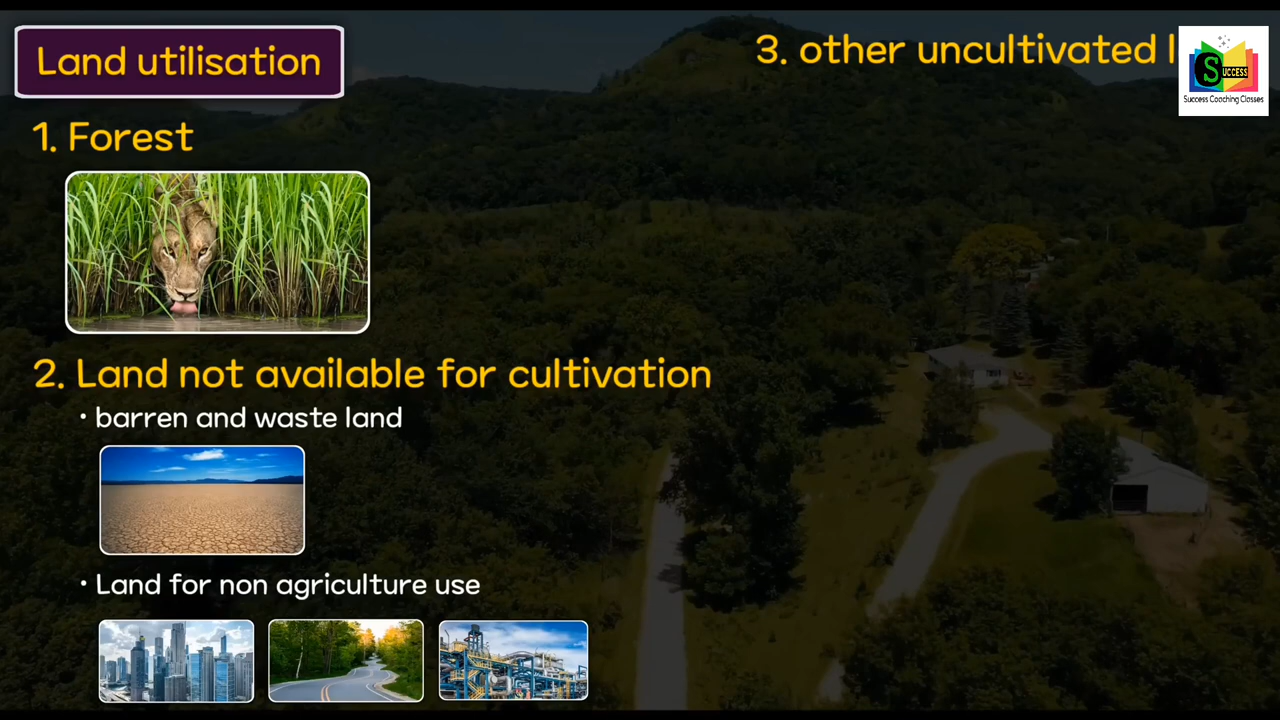 Land utilisation
1. Forest
2. Land not available for cultivation
• barren and waste land
• Land for non agriculture use
3. other uncultivated l
SUCCESS
Success Coaching Classes